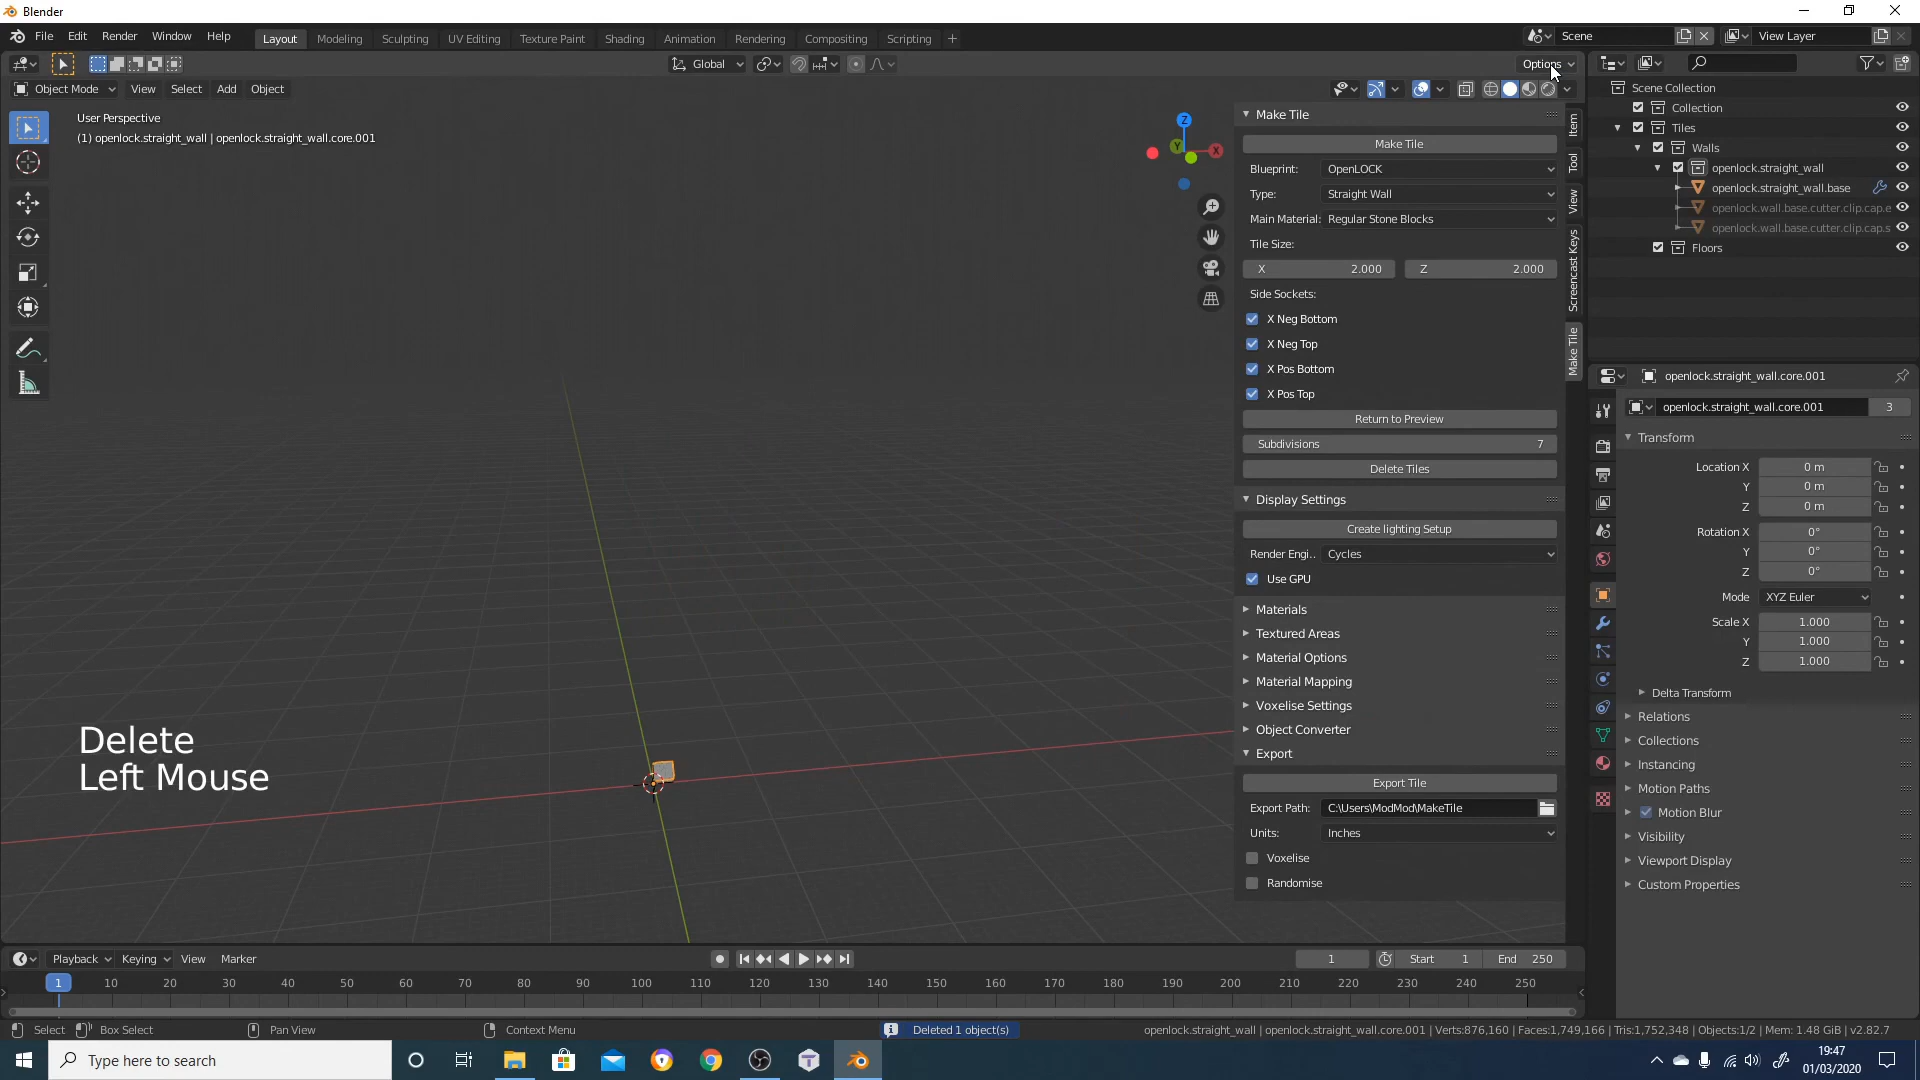 Blender
File Edit Render Window Help
Layout Modeling Sculpting UV Editing Texture Paint Shading Animation Rendering Compositing Scripting +
Scene
View Layer
Global
Options
Object Mode View Select Add Object
User Perspective
(1) openlock.straight_wall | openlock.straight_wall.core.001
Z
Y
X
Make Tile
Make Tile
Blueprint: OpenLOCK
Type: Straight Wall
Main Material: Regular Stone Blocks
Tile Size:
X 2.000 Z 2.000
Side Sockets:
X Neg Bottom
X Neg Top
X Pos Bottom
X Pos Top
Return to Preview
Subdivisions 7
Delete Tiles
Display Settings
Create lighting Setup
Render Engi.. Cycles
Use GPU
Materials
Textured Areas
Material Options
Material Mapping
Voxelise Settings
Object Converter
Export
Export Tile
Export Path: C:\Users\ModMod\MakeTile
Units: Inches
Voxelise
Randomise
Item
Tool
View
Screencast Keys
Make Tile
Scene Collection
Collection
Tiles
Walls
openlock.straight_wall
openlock.straight_wall.base
openlock.wall.base.cutter.clip.cap.e
openlock.wall.base.cutter.clip.cap.s
Floors
openlock.straight_wall.core.001
openlock.straight_wall.core.001 3
Transform
Location X 0 m
Y 0 m
Z 0 m
Rotation X 0°
Y 0°
Z 0°
Mode XYZ Euler
Scale X 1.000
Y 1.000
Z 1.000
Delta Transform
Relations
Collections
Instancing
Motion Paths
Motion Blur
Visibility
Viewport Display
Custom Properties
Delete
Left Mouse
Playback Keying View Marker
1 Start 1 End 250
1 10 20 30 40 50 60 70 80 90 100 110 120 130 140 150 160 170 180 190 200 210 220 230 240 250
Select Box Select Pan View Context Menu
Deleted 1 object(s)
openlock.straight_wall | openlock.straight_wall.core.001 | Verts:876,160 | Faces:1,749,166 | Tris:1,752,348 | Objects:1/2 | Mem: 1.48 GiB | v2.82.7
Type here to search
19:47
01/03/2020